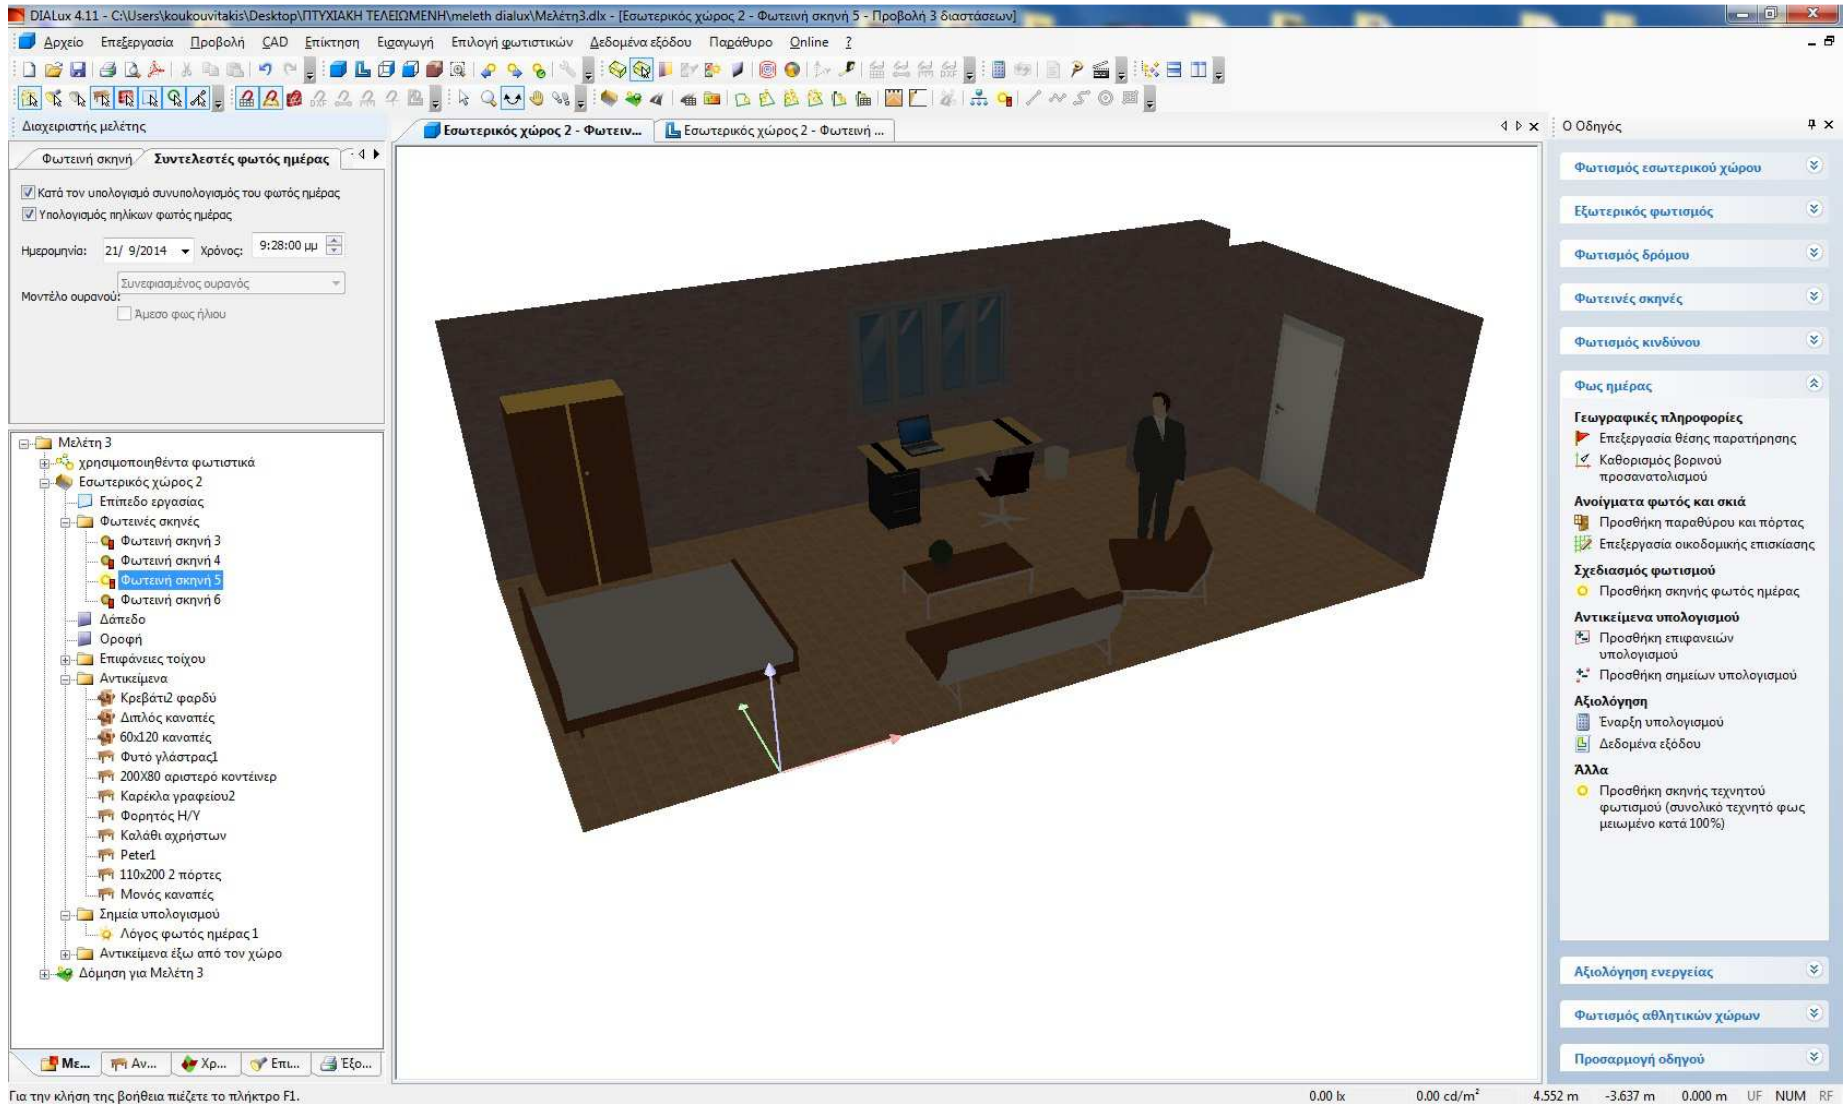 DIALux 4.11 - C:\Users\koukouvitakis\Desktop\ΠΤΥΧΙΑΚΗ ΤΕΛΕΙΩΜΕΝΗ\meleth dialux\Μελέτη3.dlx - [Εσωτερικός χώρος 2 - Φωτεινή σκηνή 5 - Προβολή 3 διαστάσεων]
Αρχείο Επεξεργασία Προβολή CAD Επίκτηση Εισαγωγή Επιλογή φωτιστικών Δεδομένα εξόδου Παράθυρο Online ?
Διαχειριστής μελέτης
Φωτεινή σκηνή Συντελεστές φωτός ημέρας
Κατά τον υπολογισμό συνυπολογισμός του φωτός ημέρας
Υπολογισμός πηλίκων φωτός ημέρας
Ημερομηνία: 21/ 9/2014 Χρόνος: 9:28:00 μμ
Μοντέλο ουρανού: Συνεφιασμένος ουρανός
Άμεσο φως ήλιου
Μελέτη 3
χρησιμοποιηθέντα φωτιστικά
Εσωτερικός χώρος 2
Επίπεδο εργασίας
Φωτεινές σκηνές
Φωτεινή σκηνή 3
Φωτεινή σκηνή 4
Φωτεινή σκηνή 5
Φωτεινή σκηνή 6
Δάπεδο
Οροφή
Επιφάνειες τοίχου
Αντικείμενα
Κρεβάτι2 φαρδύ
Διπλός καναπές
60x120 καναπές
Φυτό γλάστρας1
200X80 αριστερό κοντέινερ
Καρέκλα γραφείου2
Φορητός Η/Υ
Καλάθι αχρήστων
Peter1
110x200 2 πόρτες
Μονός καναπές
Σημεία υπολογισμού
Λόγος φωτός ημέρας 1
Αντικείμενα έξω από τον χώρο
Δόμηση για Μελέτη 3
Με... Αν... Χρ... Επι... Έξο...
Εσωτερικός χώρος 2 - Φωτειν... Εσωτερικός χώρος 2 - Φωτεινή ...
Ο Οδηγός
Φωτισμός εσωτερικού χώρου
Εξωτερικός φωτισμός
Φωτισμός δρόμου
Φωτεινές σκηνές
Φωτισμός κινδύνου
Φως ημέρας
Γεωγραφικές πληροφορίες
Επεξεργασία θέσης παρατήρησης
Καθορισμός βορινού
προσανατολισμού
Ανοίγματα φωτός και σκιά
Προσθήκη παραθύρου και πόρτας
Επεξεργασία οικοδομικής επισκίασης
Σχεδιασμός φωτισμού
Προσθήκη σκηνής φωτός ημέρας
Αντικείμενα υπολογισμού
Προσθήκη επιφανειών
υπολογισμού
Προσθήκη σημείων υπολογισμού
Αξιολόγηση
Έναρξη υπολογισμού
Δεδομένα εξόδου
Άλλα
Προσθήκη σκηνής τεχνητού
φωτισμού (συνολικό τεχνητό φως
μειωμένο κατά 100%)
Αξιολόγηση ενεργείας
Φωτισμός αθλητικών χώρων
Προσαρμογή οδηγού
Για την κλήση της βοήθεια πιέζετε το πλήκτρο F1.
0.00 lx 0.00 cd/m² 4.552 m -3.637 m 0.000 m UF NUM RF